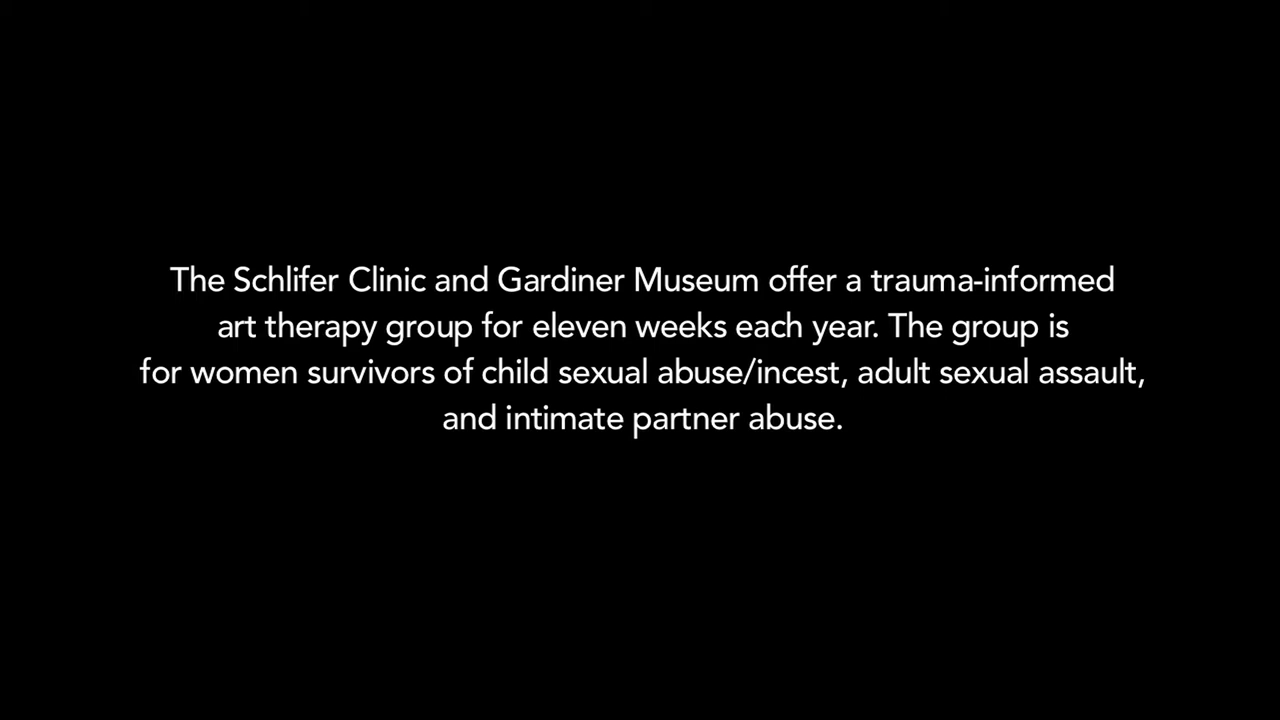 The Schlifer Clinic and Gardiner Museum offer a trauma-informed
art therapy group for eleven weeks each year. The group is
for women survivors of child sexual abuse/incest, adult sexual assault,
and intimate partner abuse.